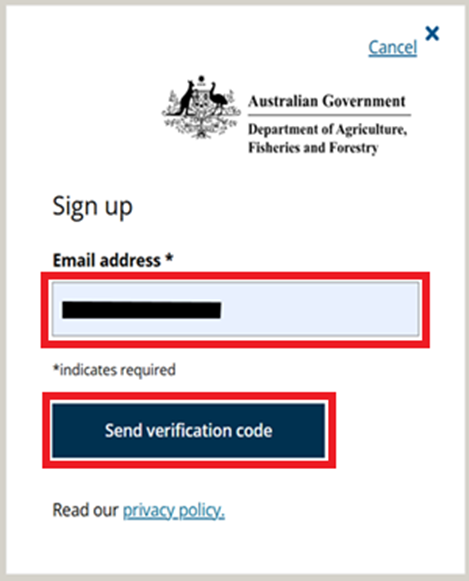 Cancel ×
Australian Government
Department of Agriculture,
Fisheries and Forestry
Sign up
Email address *
*indicates required
Send verification code
Read our privacy policy.